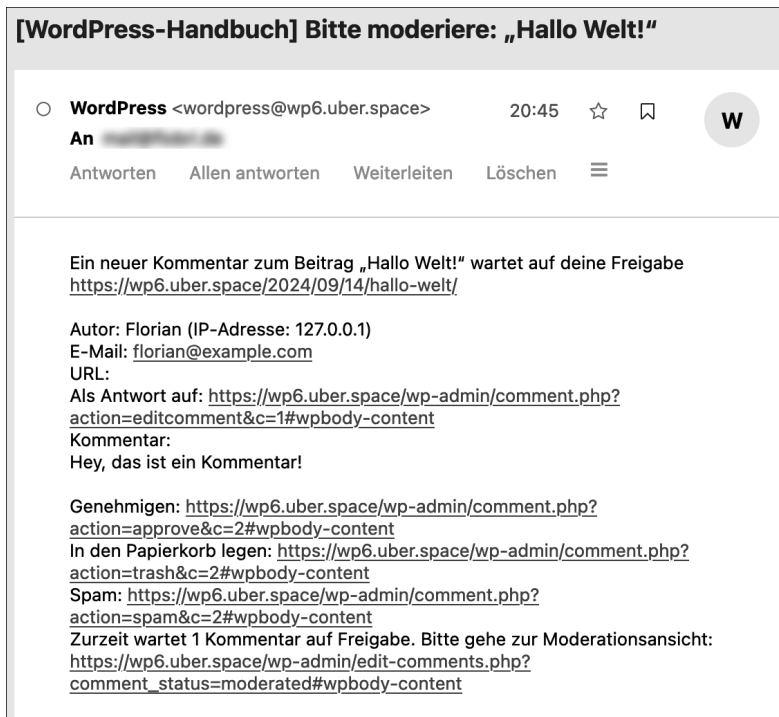 [WordPress-Handbuch] Bitte moderiere: „Hallo Welt!“
WordPress <wordpress@wp6.uber.space>
20:45
W
An
Antworten Allen antworten Weiterleiten Löschen
Ein neuer Kommentar zum Beitrag „Hallo Welt!“ wartet auf deine Freigabe
https://wp6.uber.space/2024/09/14/hallo-welt/
Autor: Florian (IP-Adresse: 127.0.0.1)
E-Mail: florian@example.com
URL:
Als Antwort auf: https://wp6.uber.space/wp-admin/comment.php?
action=editcomment&c=1#wpbody-content
Kommentar:
Hey, das ist ein Kommentar!
Genehmigen: https://wp6.uber.space/wp-admin/comment.php?
action=approve&c=2#wpbody-content
In den Papierkorb legen: https://wp6.uber.space/wp-admin/comment.php?
action=trash&c=2#wpbody-content
Spam: https://wp6.uber.space/wp-admin/comment.php?
action=spam&c=2#wpbody-content
Zurzeit wartet 1 Kommentar auf Freigabe. Bitte gehe zur Moderationsansicht:
https://wp6.uber.space/wp-admin/edit-comments.php?
comment_status=moderated#wpbody-content